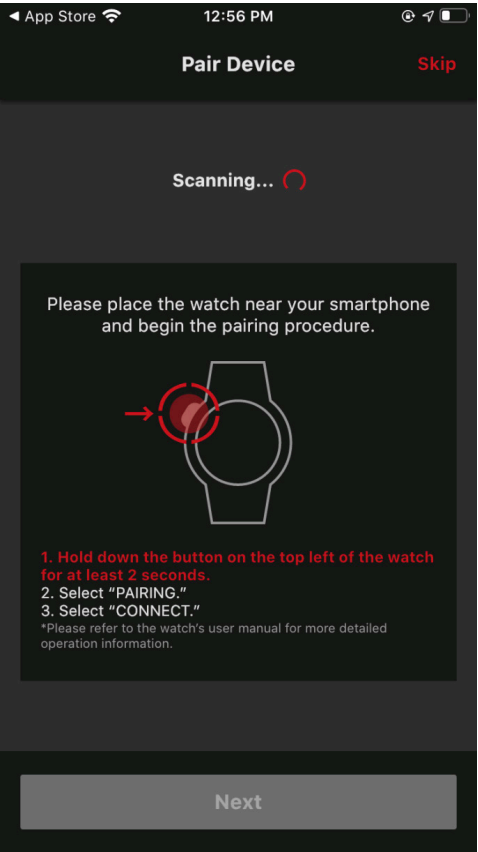 App Store
12:56 PM
Pair Device
Skip
Scanning...
Please place the watch near your smartphone
and begin the pairing procedure.
1. Hold down the button on the top left of the watch
for at least 2 seconds.
2. Select “PAIRING.”
3. Select “CONNECT.”
*Please refer to the watch’s user manual for more detailed
operation information.
Next